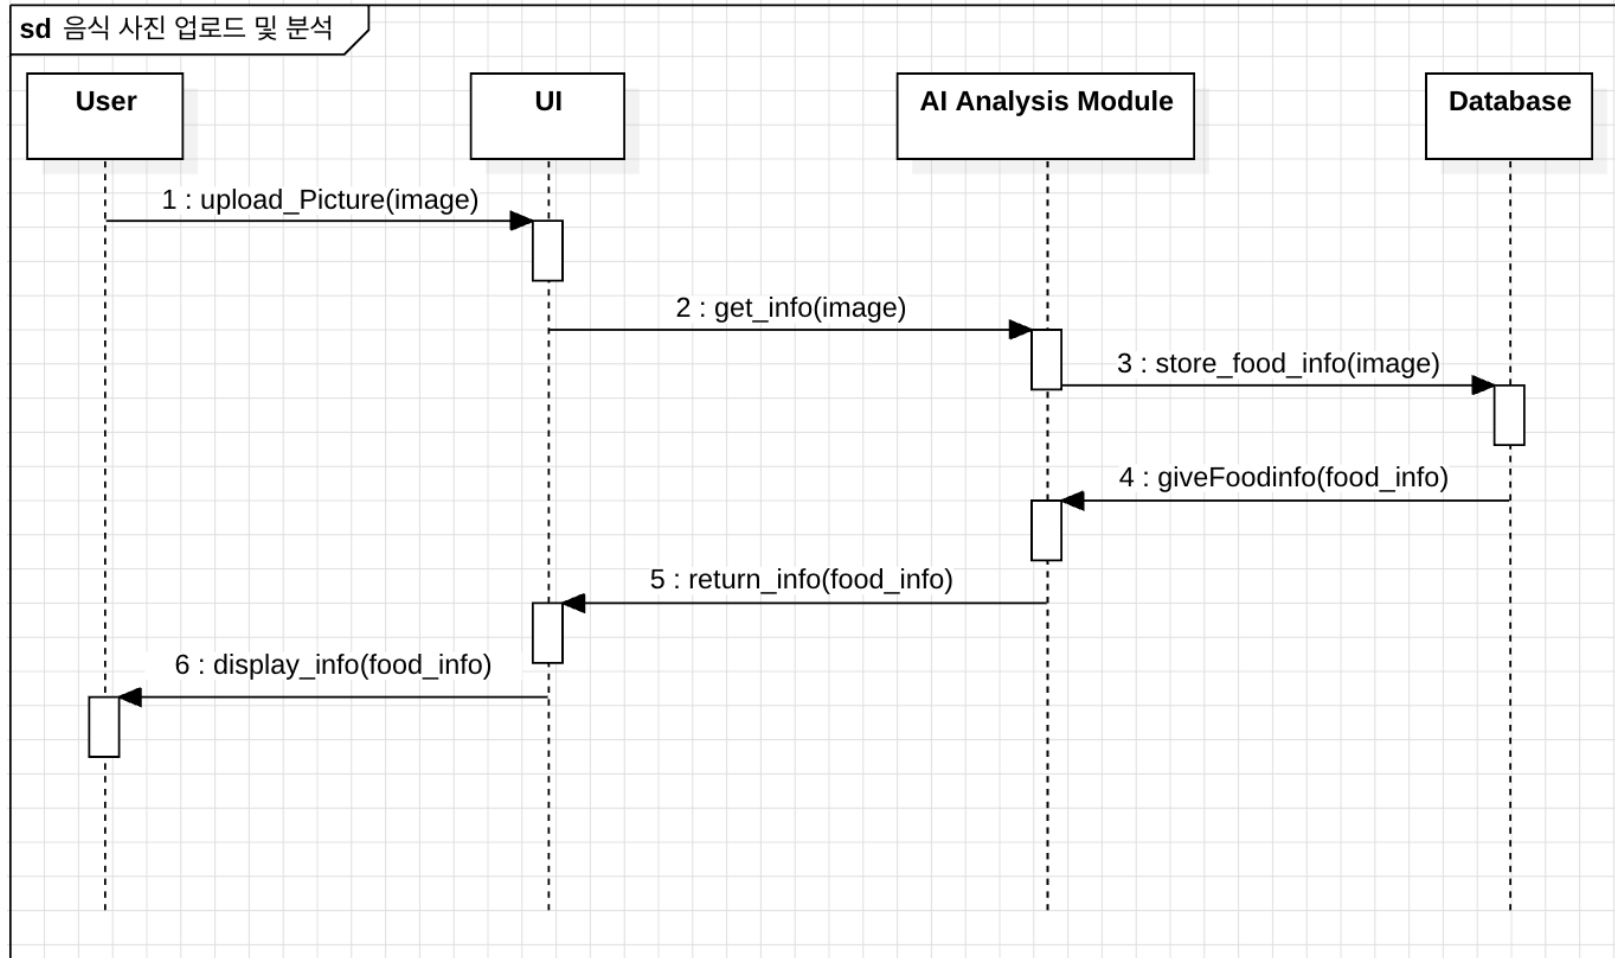 sd 음식 사진 업로드 및 분석
User
UI
AI Analysis Module
Database
1 : upload_Picture(image)
2 : get_info(image)
3 : store_food_info(image)
4 : giveFoodinfo(food_info)
5 : return_info(food_info)
6 : display_info(food_info)